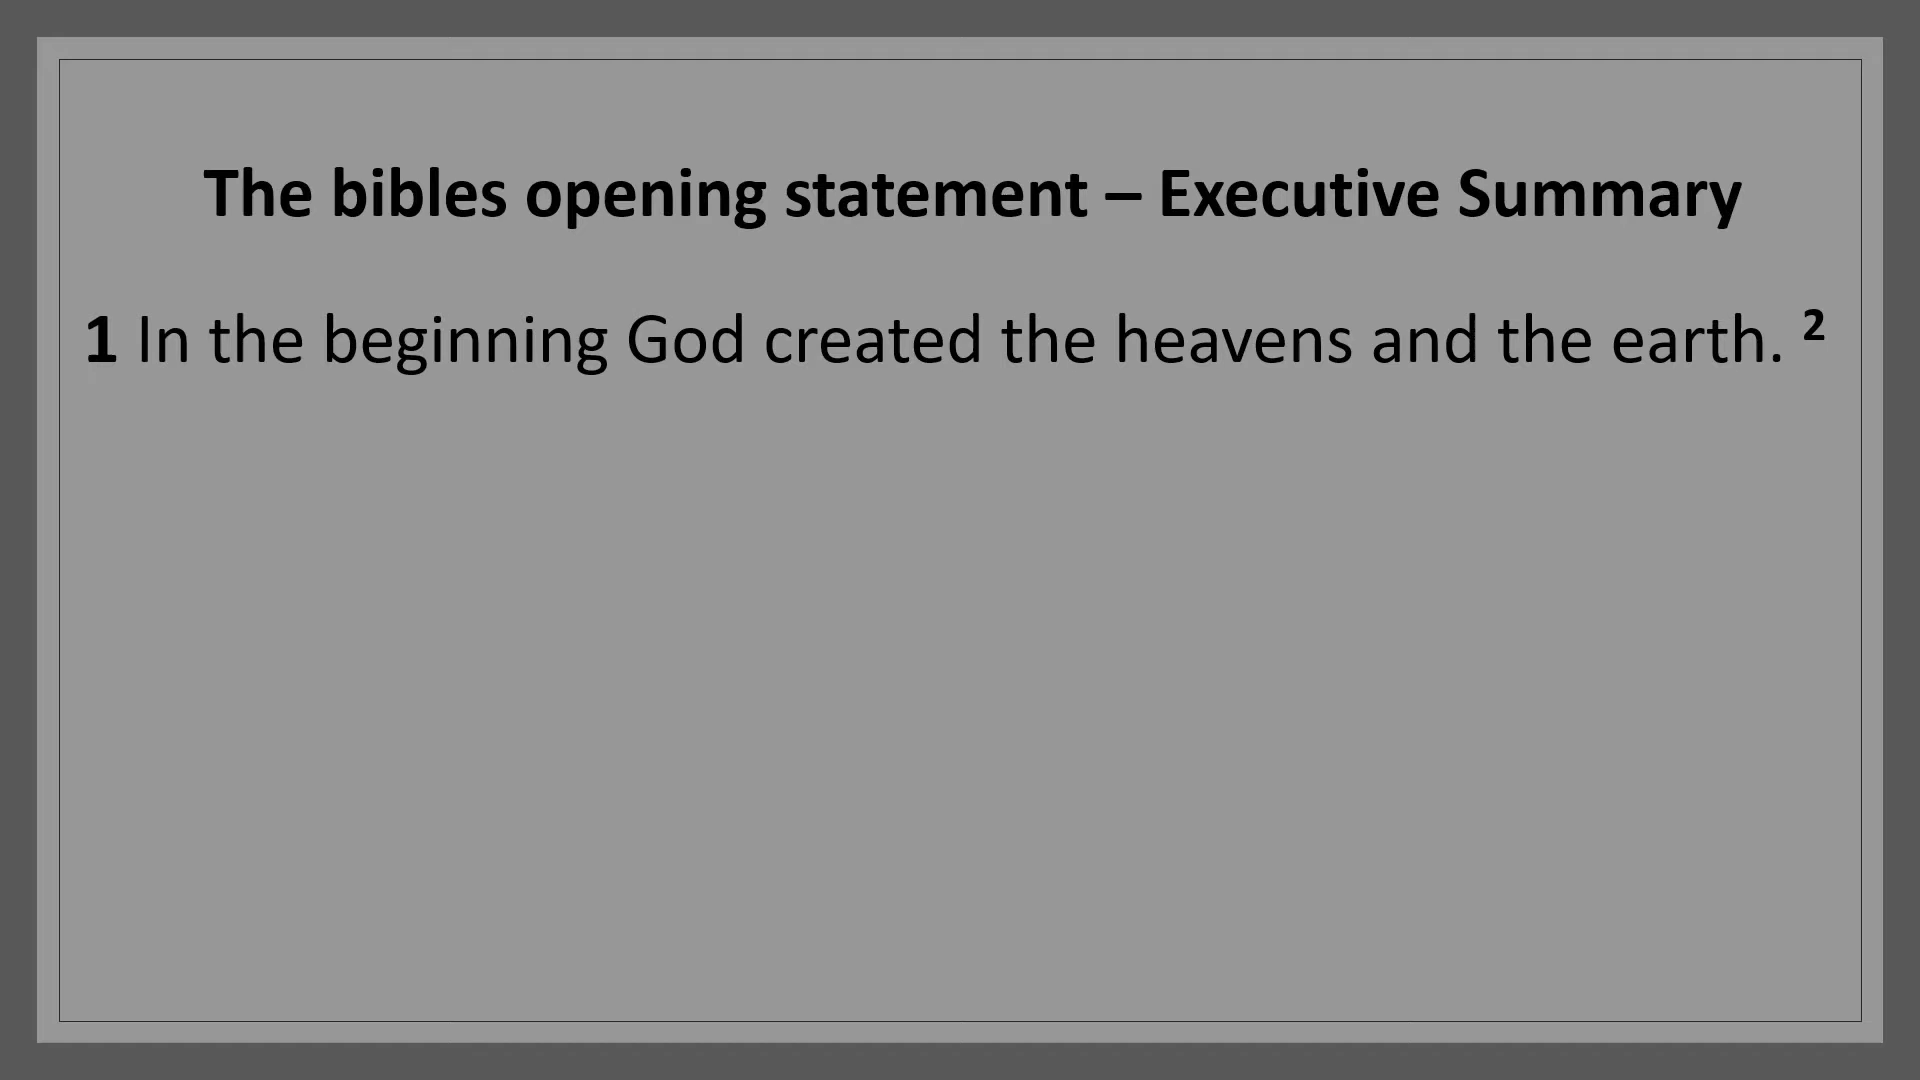 The bibles opening statement – Executive Summary
1 In the beginning God created the heavens and the earth. ²